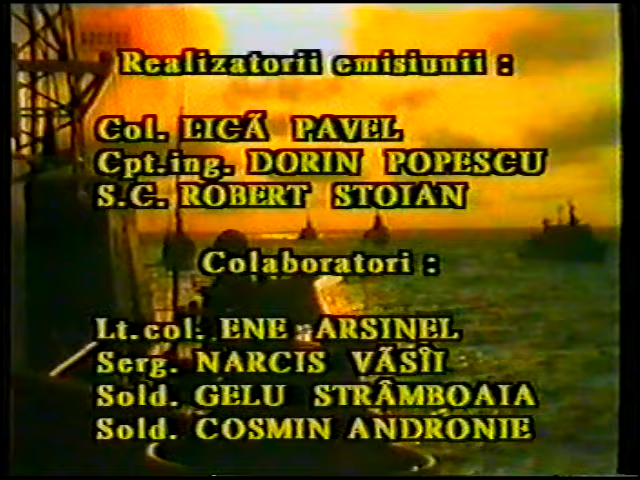 Realizatorii emisiunii :
Col. LICĂ PAVEL
Cpt.ing. DORIN POPESCU
S.C. ROBERT STOIAN
Colaboratori :
Lt.col. ENE ARSINEL
Serg. NARCIS VĂSÎI
Sold. GELU STRÂMBOAIA
Sold. COSMIN ANDRONIE